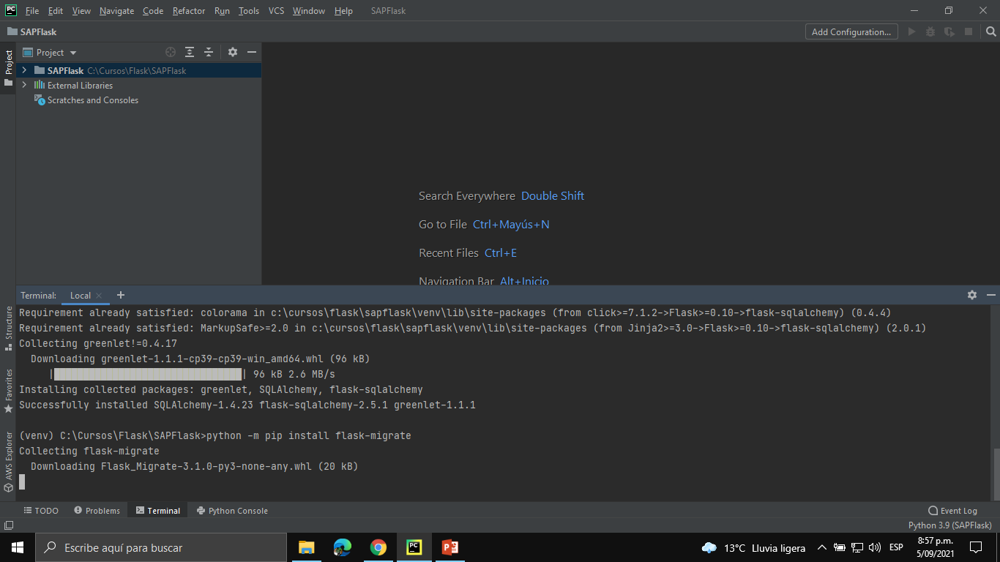 PC File Edit View Navigate Code Refactor Run Tools VCS Window Help SAPFlask
SAPFlask Add Configuration...
Project
Project
SAPFlask C:\Cursos\Flask\SAPFlask
External Libraries
Scratches and Consoles
Search Everywhere Double Shift
Go to File Ctrl+Mayús+N
Recent Files Ctrl+E
Navigation Bar Alt+Inicio
Terminal: Local
Structure
Favorites
AWS Explorer
Requirement already satisfied: colorama in c:\cursos\flask\sapflask\venv\lib\site-packages (from click>=7.1.2->Flask>=0.10->flask-sqlalchemy) (0.4.4)
Requirement already satisfied: MarkupSafe>=2.0 in c:\cursos\flask\sapflask\venv\lib\site-packages (from Jinja2>=3.0->Flask>=0.10->flask-sqlalchemy) (2.0.1)
Collecting greenlet!=0.4.17
Downloading greenlet-1.1.1-cp39-cp39-win_amd64.whl (96 kB)
|████████████████████████████████| 96 kB 2.6 MB/s
Installing collected packages: greenlet, SQLAlchemy, flask-sqlalchemy
Successfully installed SQLAlchemy-1.4.23 flask-sqlalchemy-2.5.1 greenlet-1.1.1
(venv) C:\Cursos\Flask\SAPFlask>python -m pip install flask-migrate
Collecting flask-migrate
Downloading Flask_Migrate-3.1.0-py3-none-any.whl (20 kB)
TODO Problems Terminal Python Console Event Log
Python 3.9 (SAPFlask)
Escribe aquí para buscar
PC
P
13°C Lluvia ligera
ESP
8:57 p.m.
5/09/2021